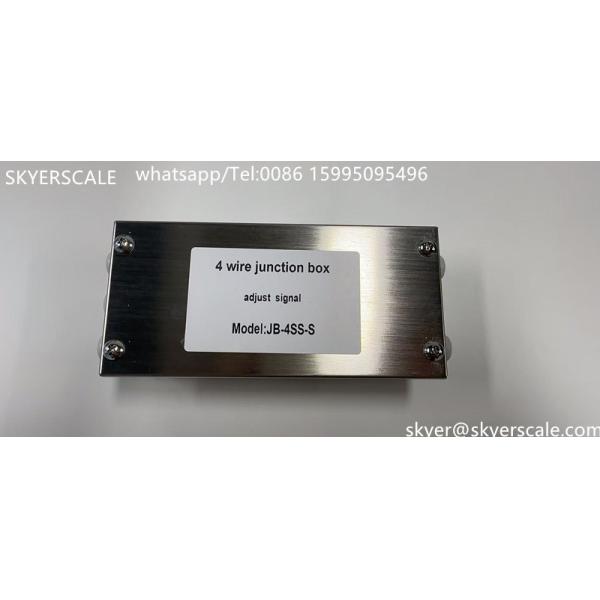 SKYERSCALE whatsapp/Tel:0086 15995095496
4 wire junction box
adjust signal
Model:JB-4SS-S
skyer@skyerscale.com